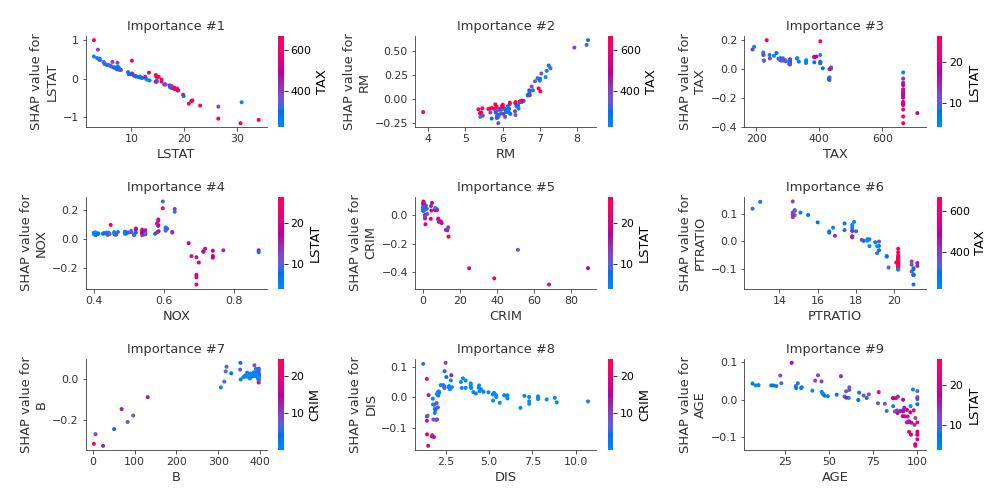 Importance #1
SHAP value for
LSTAT
1
0
−1
10
20
30
LSTAT
600
400
TAX
Importance #2
SHAP value for
RM
0.50
0.25
0.00
−0.25
4
5
6
7
8
RM
600
400
TAX
Importance #3
SHAP value for
TAX
0.2
0.0
−0.2
−0.4
200
400
600
TAX
20
10
LSTAT
Importance #4
SHAP value for
NOX
0.2
0.0
−0.2
0.4
0.6
0.8
NOX
20
10
LSTAT
Importance #5
SHAP value for
CRIM
0.0
−0.2
−0.4
0
20
40
60
80
CRIM
20
10
LSTAT
Importance #6
SHAP value for
PTRATIO
0.1
0.0
−0.1
14
16
18
20
PTRATIO
600
400
TAX
Importance #7
SHAP value for
B
0.0
−0.2
0
100
200
300
400
B
20
10
CRIM
Importance #8
SHAP value for
DIS
0.1
0.0
−0.1
2.5
5.0
7.5
10.0
DIS
20
10
CRIM
Importance #9
SHAP value for
AGE
0.1
0.0
−0.1
25
50
75
100
AGE
20
10
LSTAT